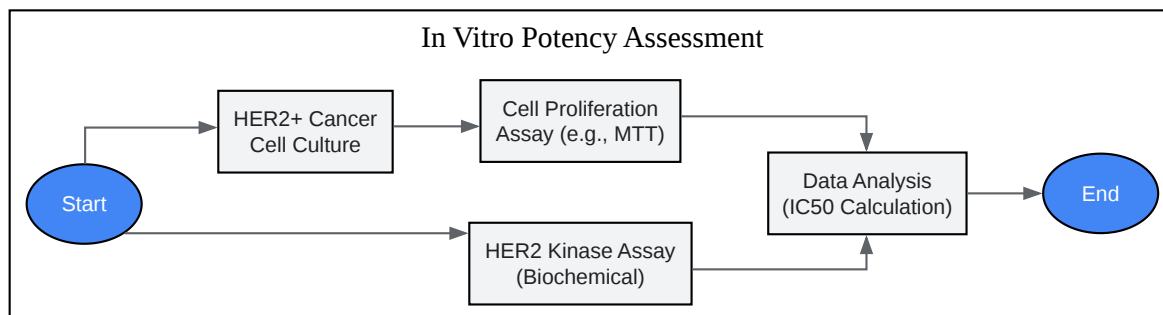 In Vitro Potency Assessment
Start
HER2+ Cancer
Cell Culture
Cell Proliferation
Assay (e.g., MTT)
HER2 Kinase Assay
(Biochemical)
Data Analysis
(IC50 Calculation)
End